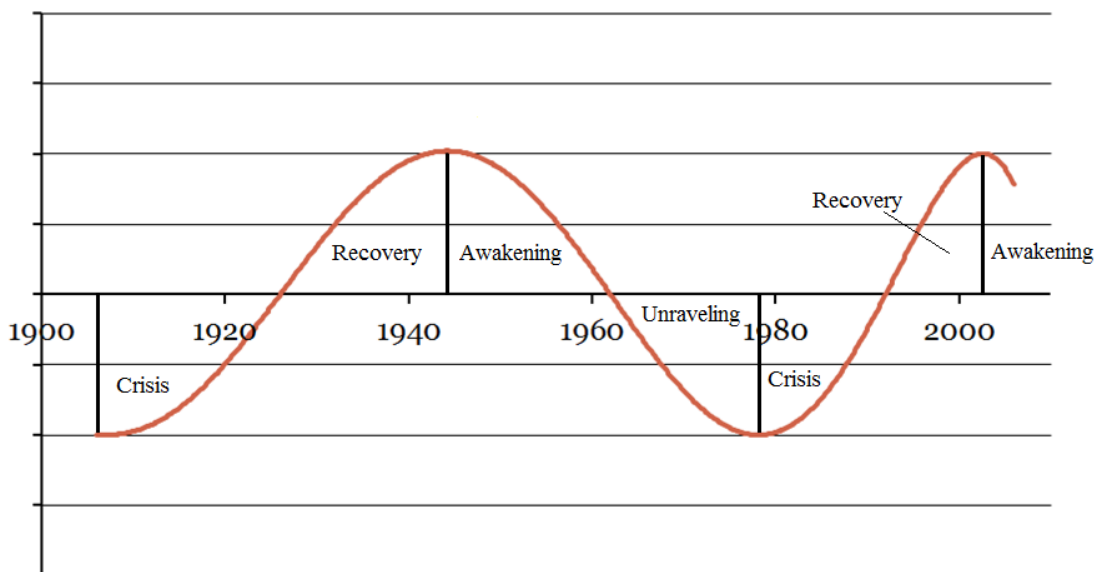 Recovery
Recovery
Awakening
Awakening
Unraveling
1900
1920
1940
1960
1980
2000
Crisis
Crisis